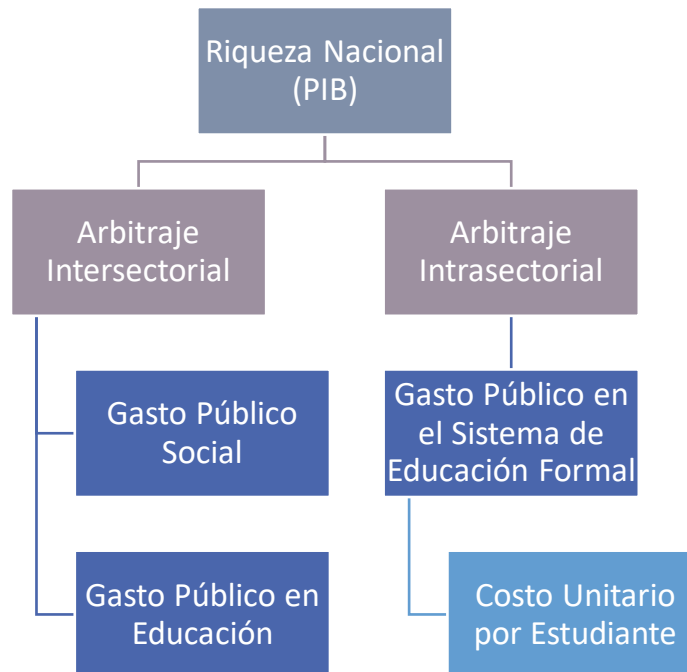 Riqueza Nacional
(PIB)
Arbitraje
Intersectorial
Arbitraje
Intrasectorial
Gasto Público
Social
Gasto Público en
el Sistema de
Educación Formal
Gasto Público en
Educación
Costo Unitario
por Estudiante